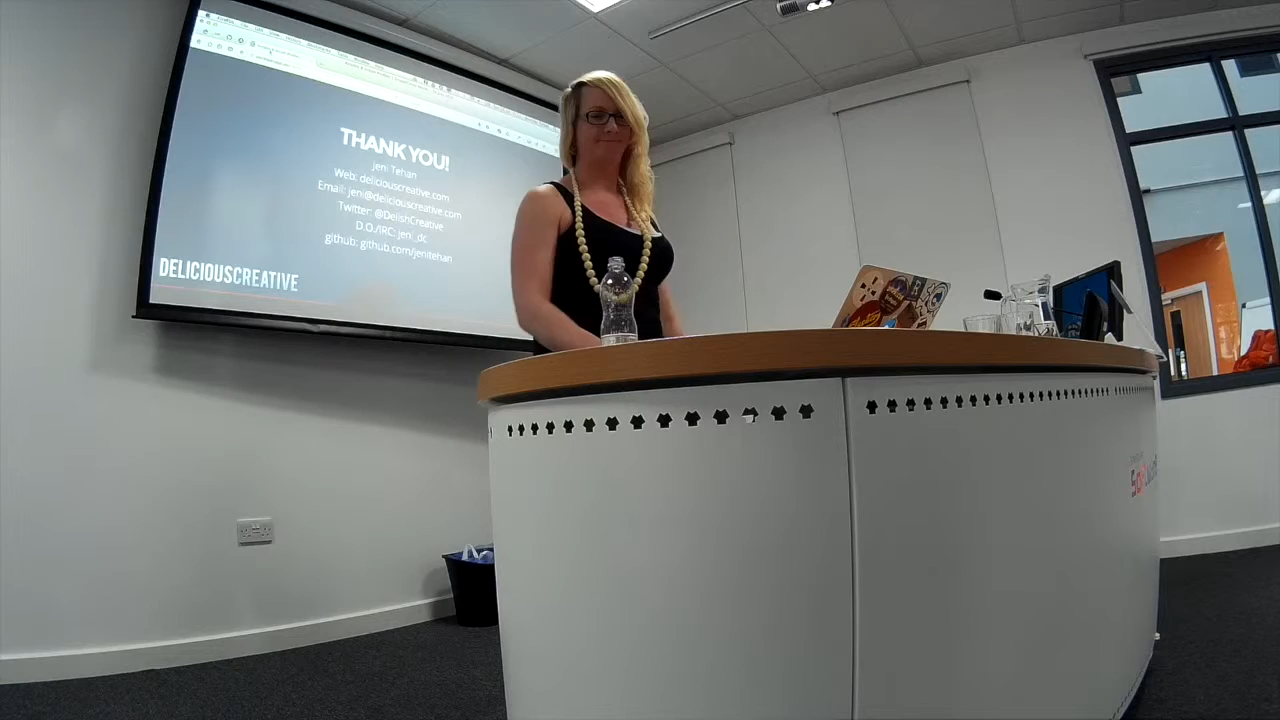 THANK YOU!
Jeni Tehan
Web: deliciouscreative.com
Email: jeni@deliciouscreative.com
Twitter: @DelishCreative
D.O./IRC: jeni_dc
github: github.com/jenitehan
DELICIOUSCREATIVE